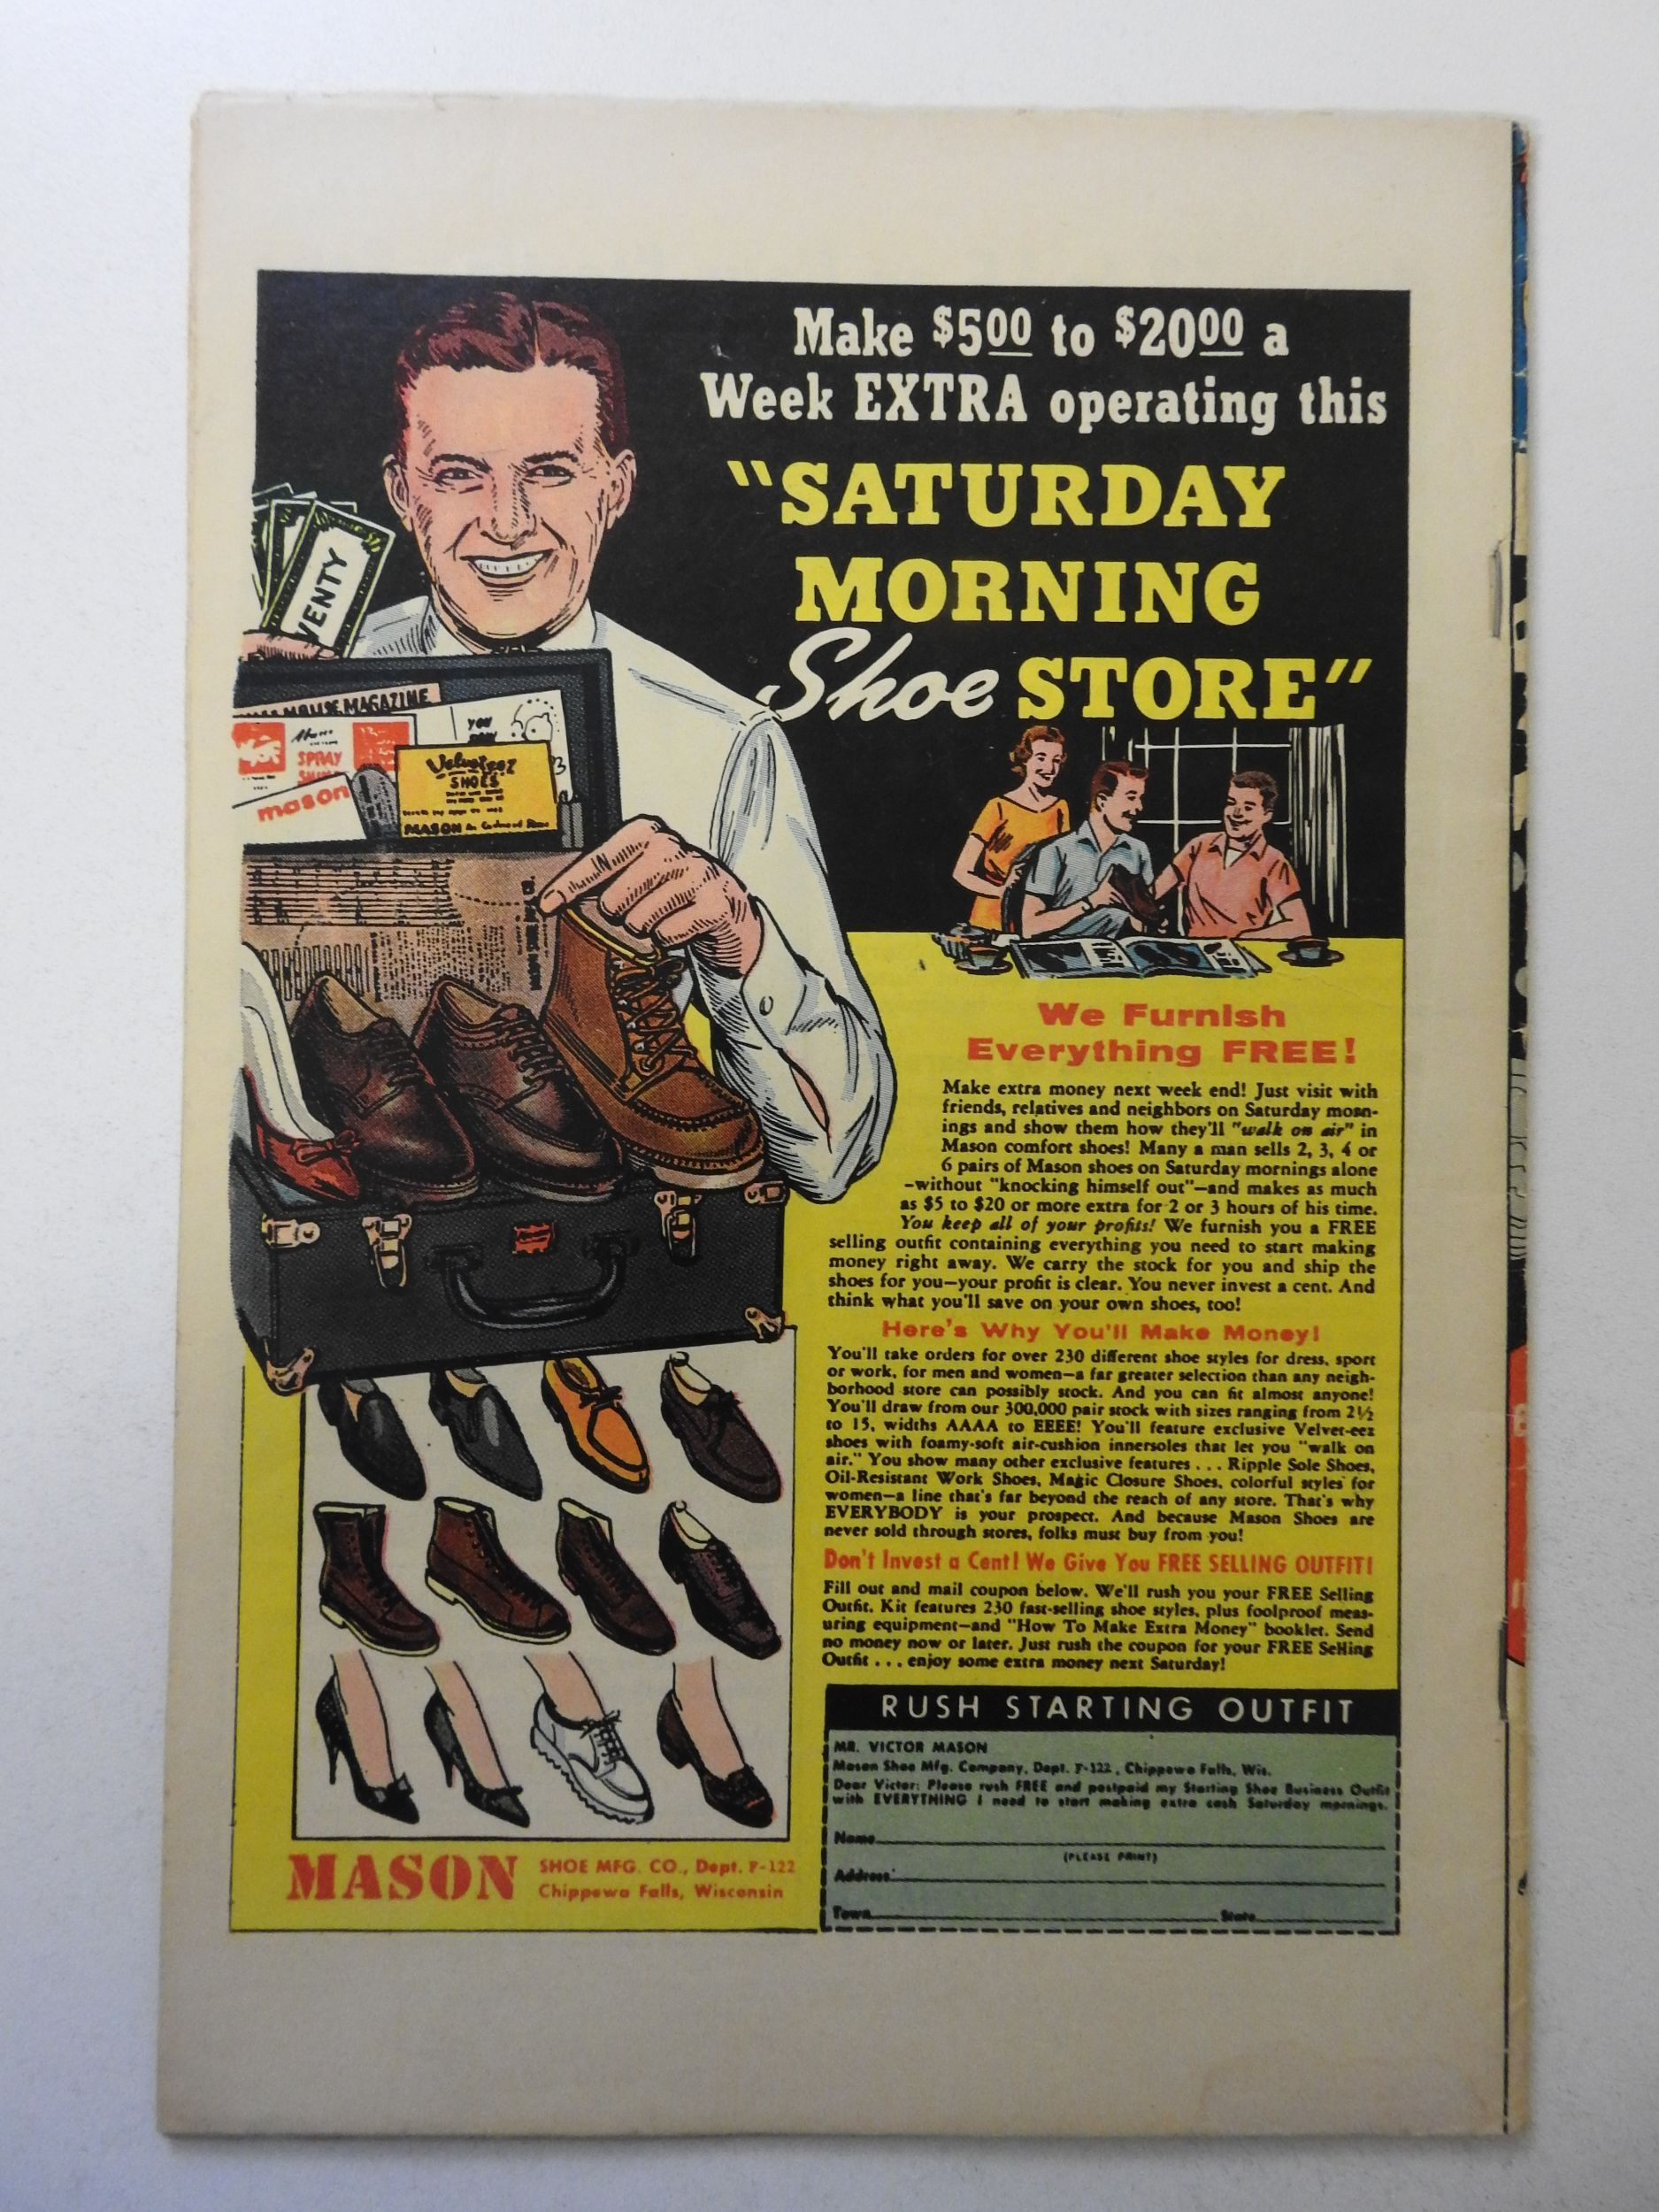 Make $5.00 to $20.00 a
Week EXTRA operating this
"SATURDAY
MORNING
Shoe STORE"
VENTY
MAGAZINE
SPRAY
mason
Velveteez
SHOES
MASON
We Furnish
Everything FREE!
Make extra money next week end! Just visit with
friends, relatives and neighbors on Saturday morn-
ings and show them how they'll "walk on air" in
Mason comfort shoes! Many a man sells 2, 3, 4 or
6 pairs of Mason shoes on Saturday mornings alone
-without "knocking himself out"-and makes as much
as $5 to $20 or more extra for 2 or 3 hours of his time.
You keep all of your profits! We furnish you a FREE
selling outfit containing everything you need to start making
money right away. We carry the stock for you and ship the
shoes for you-your profit is clear. You never invest a cent. And
think what you'll save on your own shoes, too!
Here's Why You'll Make Money!
You'll take orders for over 230 different shoe styles for dress, sport
or work, for men and women-a far greater selection than any neigh-
borhood store can possibly stock. And you can fit almost anyone!
You'll draw from our 300,000 pair stock with sizes ranging from 2½
to 15, widths AAAA to EEEE! You'll feature exclusive Velvet-eez
shoes with foamy-soft air-cushion innersoles that let you "walk on
air." You show many other exclusive features . . . Ripple Sole Shoes,
Oil-Resistant Work Shoes, Magic Closure Shoes, colorful styles for
women-a line that's far beyond the reach of any store. That's why
EVERYBODY is your prospect. And because Mason Shoes are
never sold through stores, folks must buy from you!
Don't Invest a Cent! We Give You FREE SELLING OUTFIT!
Fill out and mail coupon below. We'll rush you your FREE Selling
Outfit. Kit features 230 fast-selling shoe styles, plus foolproof meas-
uring equipment-and "How To Make Extra Money" booklet. Send
no money now or later. Just rush the coupon for your FREE Selling
Outfit . . . enjoy some extra money next Saturday!
RUSH STARTING OUTFIT
MR. VICTOR MASON
Mason Shoe Mfg. Company, Dept. F-122, Chippewa Falls, Wis.
Dear Victor: Please rush FREE and postpaid my Starting Shoe Business Outfit
with EVERYTHING I need to start making extra cash Saturday mornings.
Name
(PLEASE PRINT)
Address
Town State
MASON SHOE MFG. CO., Dept. F-122
Chippewa Falls, Wisconsin